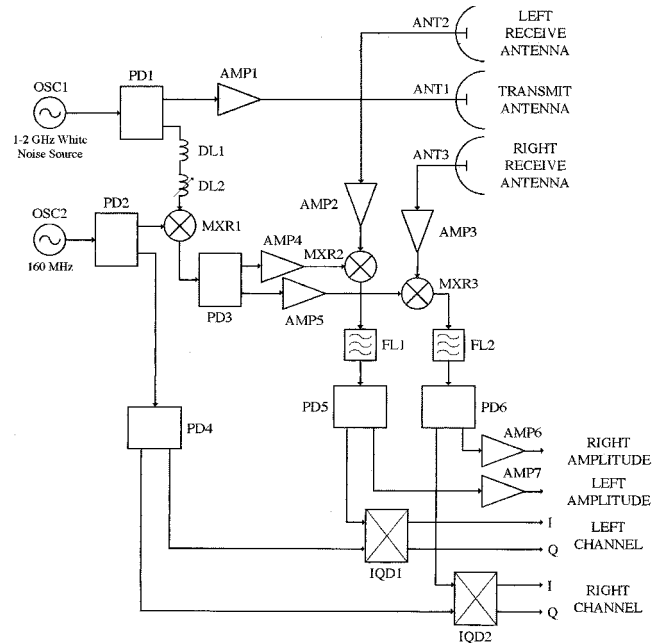 ANT2
LEFT
RECEIVE
ANTENNA
OSC1
PD1
AMP1
ANT1
TRANSMIT
ANTENNA
1-2 GHz White
Noise Source
DL1
DL2
ANT3
RIGHT
RECEIVE
ANTENNA
OSC2
PD2
MXR1
AMP2
AMP3
160 MHz
AMP4
MXR2
MXR3
PD3
AMP5
FL1
FL2
PD5
PD6
PD4
AMP6
RIGHT
AMPLITUDE
AMP7
LEFT
AMPLITUDE
I
LEFT
Q
CHANNEL
IQD1
I
RIGHT
Q
CHANNEL
IQD2